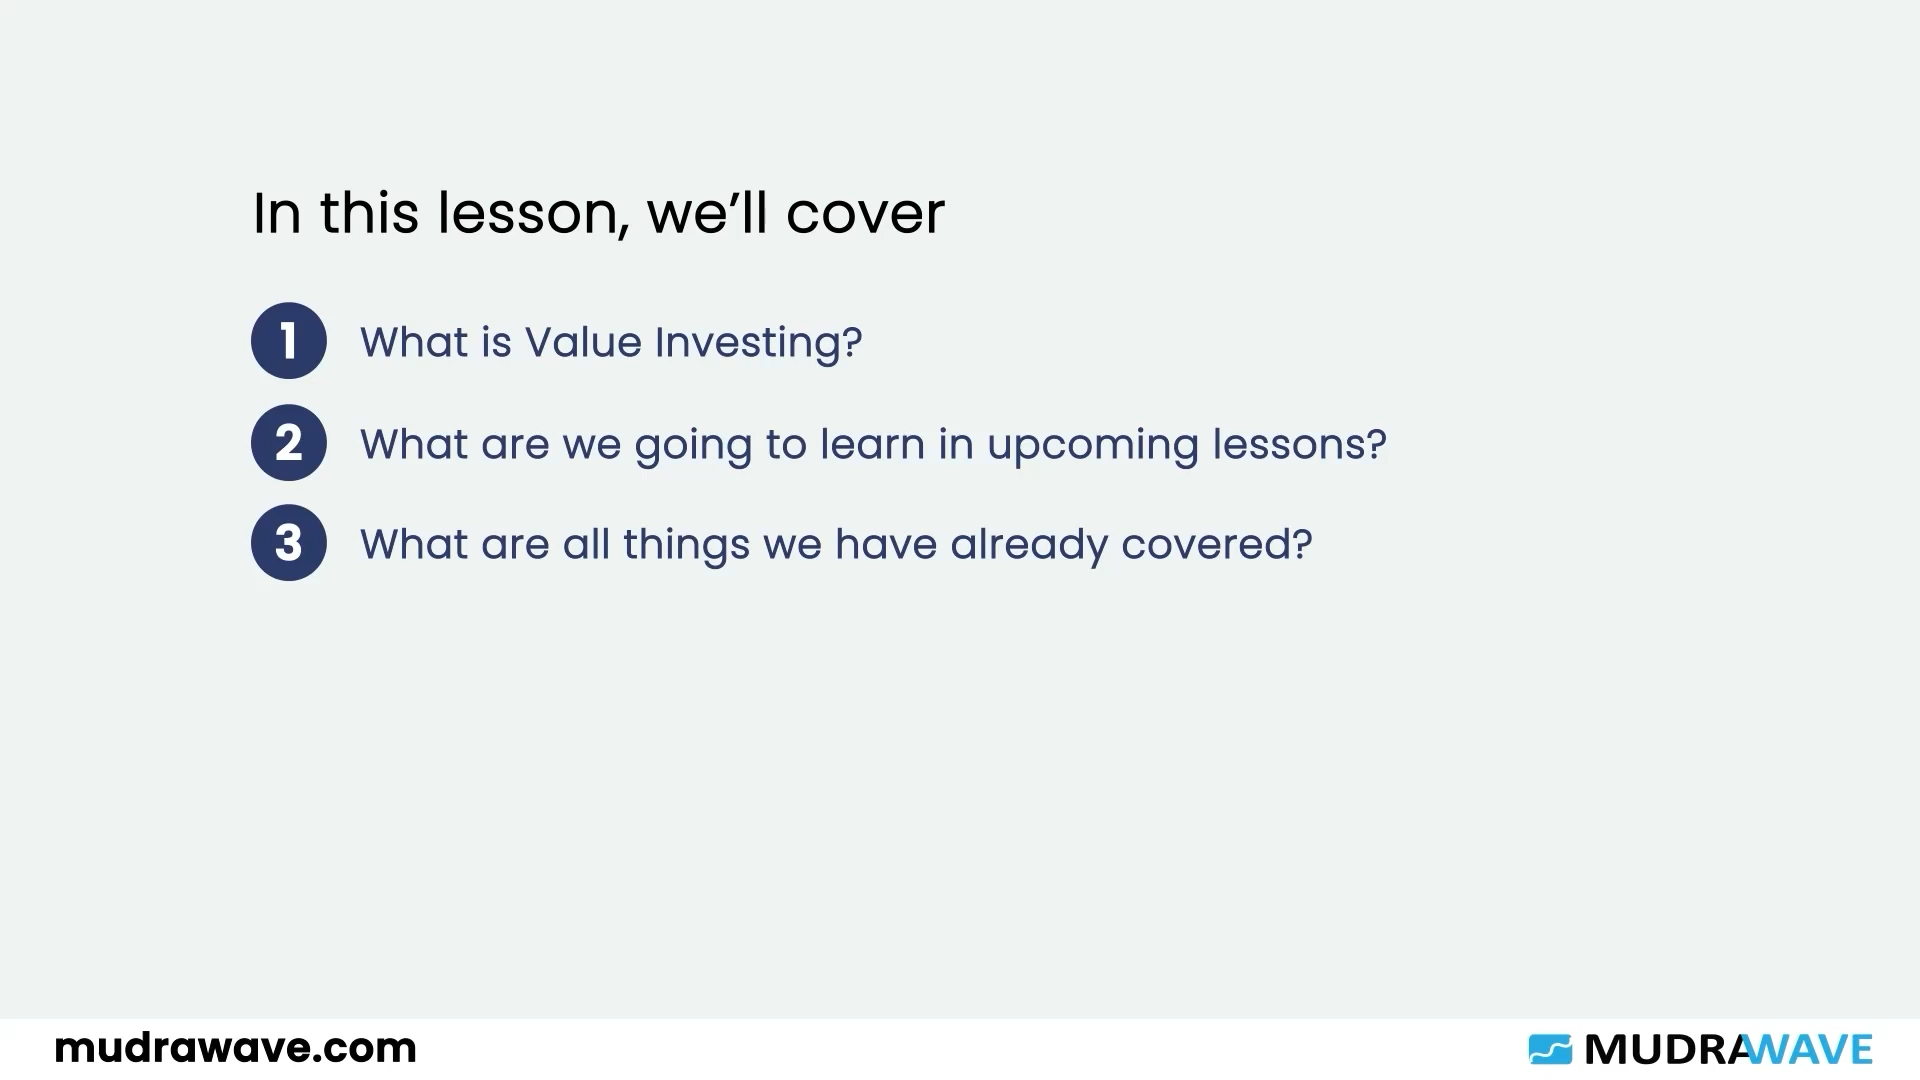 In this lesson, we’ll cover
1 What is Value Investing?
2 What are we going to learn in upcoming lessons?
3 What are all things we have already covered?
mudrawave.com
MUDRAWAVE